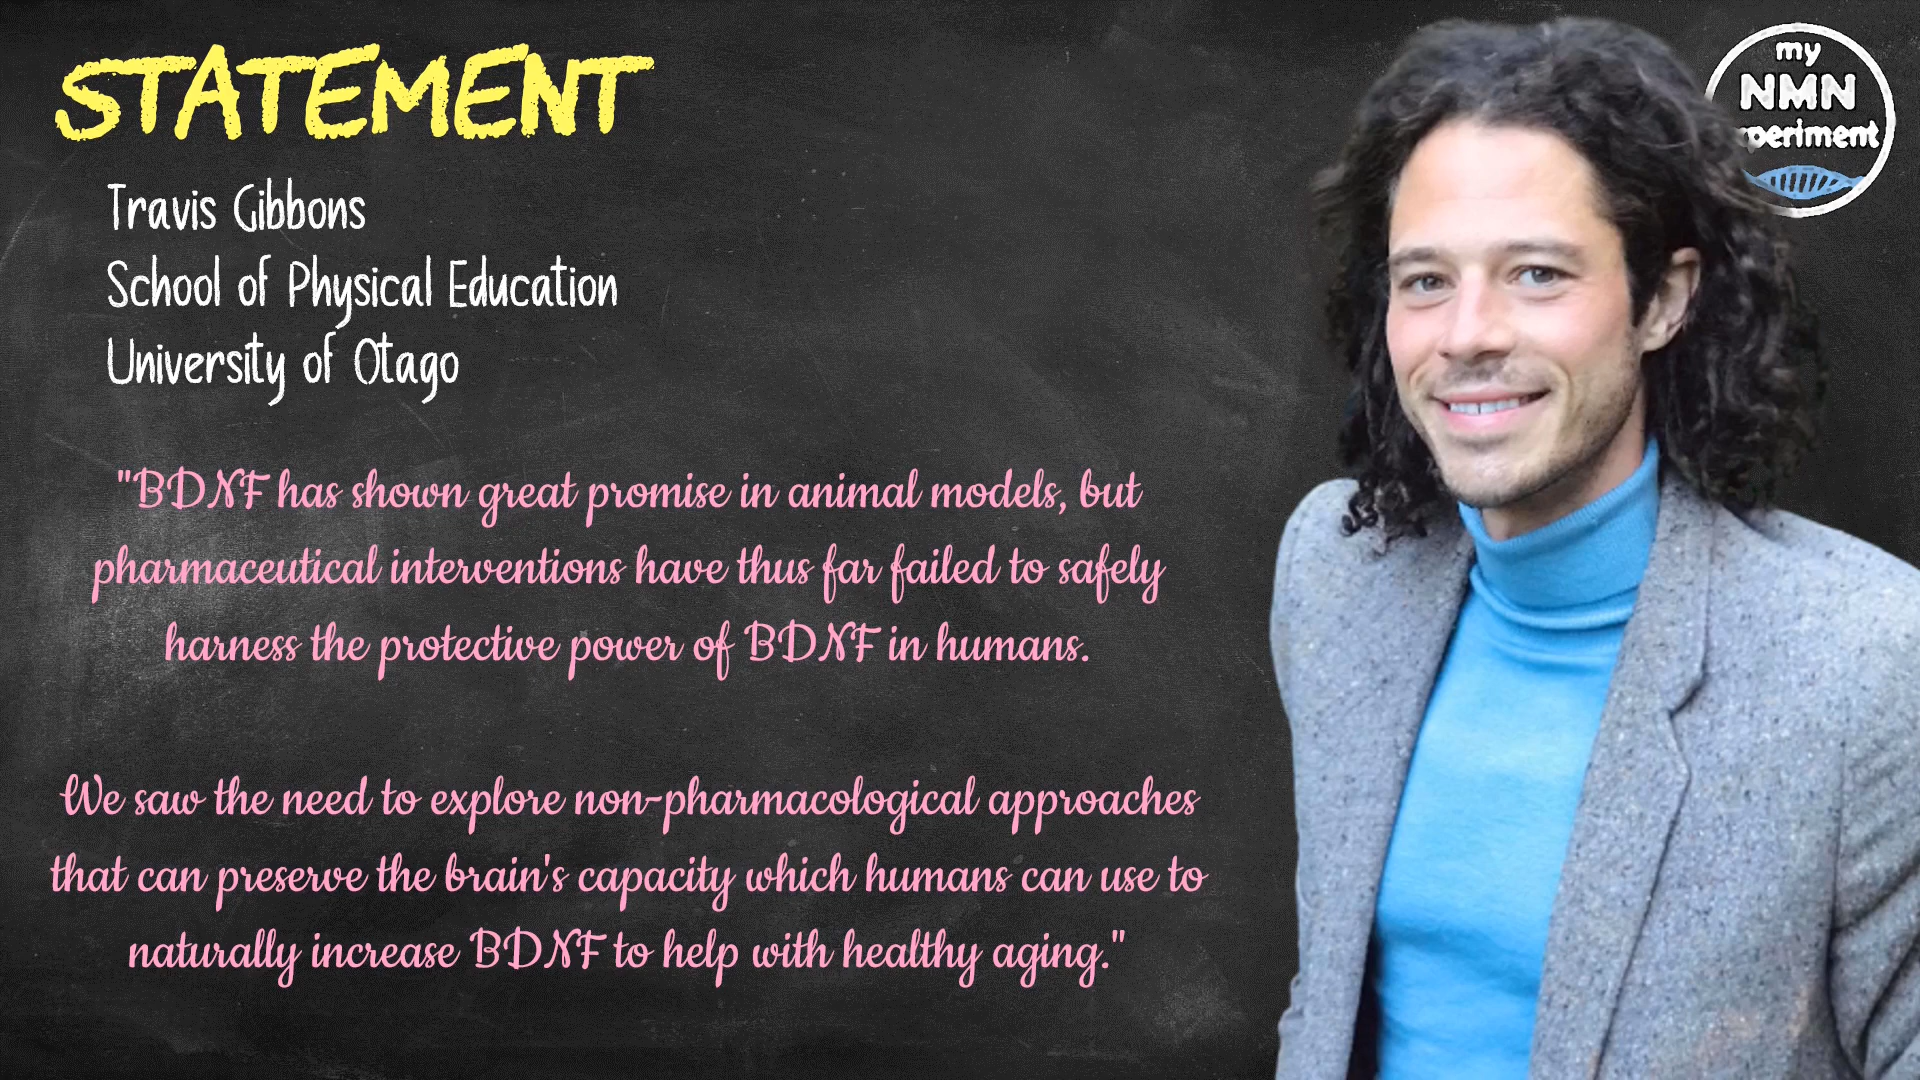 STATEMENT
my
NMN
periment
Travis Gibbons
School of Physical Education
University of Otago
"BDNF has shown great promise in animal models, but
pharmaceutical interventions have thus far failed to safely
harness the protective power of BDNF in humans.
We saw the need to explore non-pharmacological approaches
that can preserve the brain's capacity which humans can use to
naturally increase BDNF to help with healthy aging."